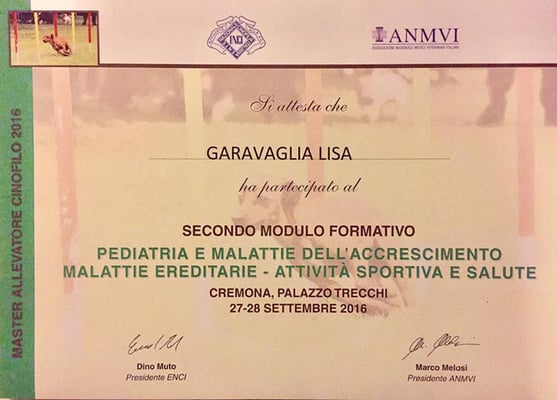 ENCI
ANMVI
ASSOCIAZIONE NAZIONALE MEDICI VETERINARI ITALIANI
MASTER ALLEVATORE CINOFILO 2016
Si attesta che
GARAVAGLIA LISA
ha partecipato al
SECONDO MODULO FORMATIVO
PEDIATRIA E MALATTIE DELL'ACCRESCIMENTO
MALATTIE EREDITARIE - ATTIVITÀ SPORTIVA E SALUTE
CREMONA, PALAZZO TRECCHI
27-28 SETTEMBRE 2016
Dino Muto
Presidente ENCI
Marco Melosi
Presidente ANMVI